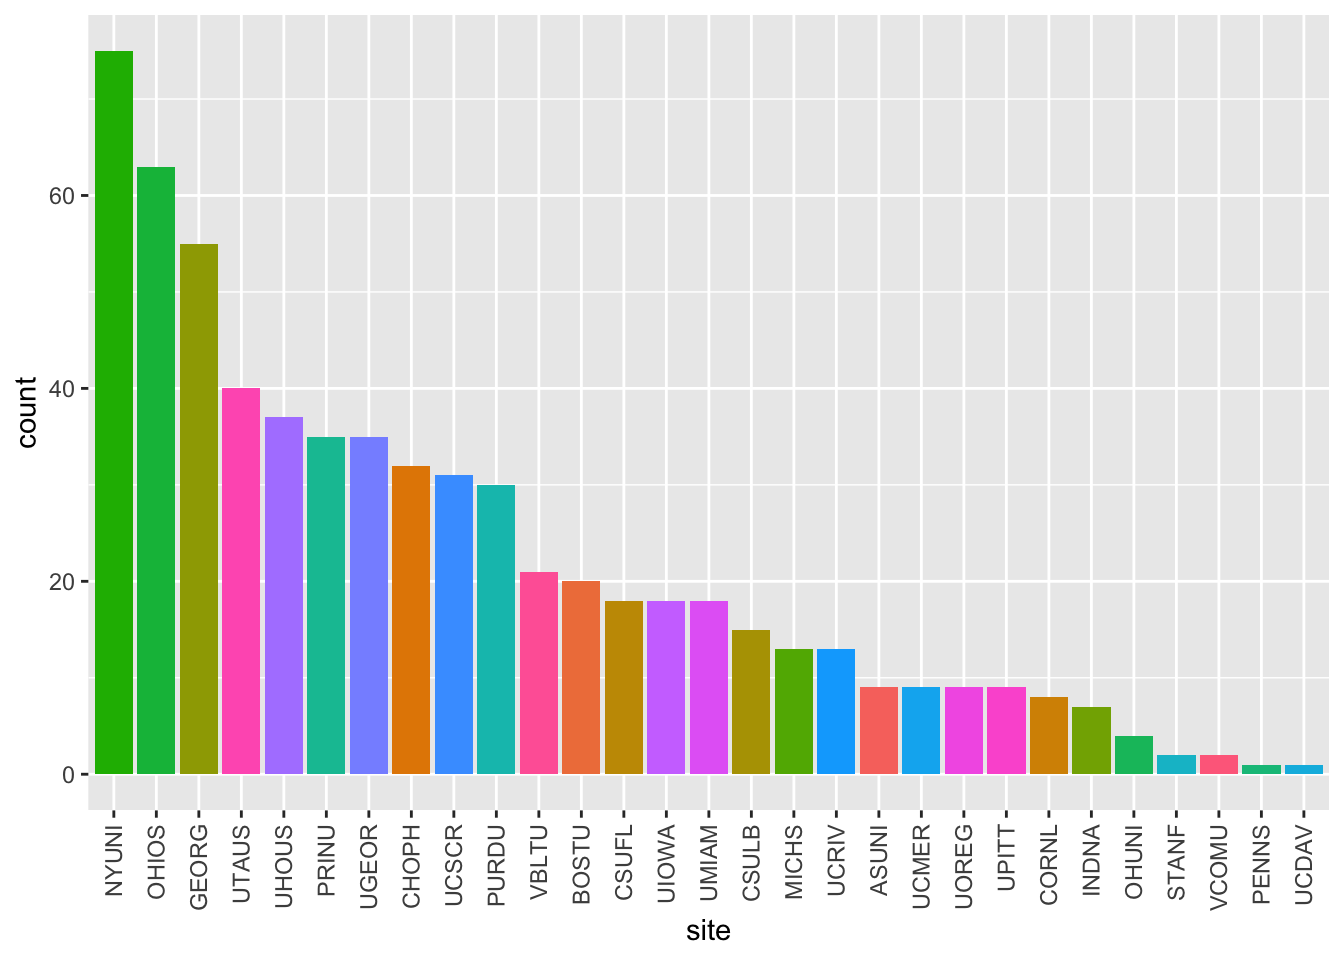 count
60
40
20
0
NYUNI
OHIOS
GEORG
UTAUS
UHOUS
PRINU
UGEOR
CHOPH
UCSCR
PURDU
VBLTU
BOSTU
CSUFL
UIOWA
UMIAM
CSULB
MICHS
UCRIV
ASUNI
UCMER
UOREG
UPITT
CORNL
INDNA
OHUNI
STANF
VCOMU
PENNS
UCDAV
site